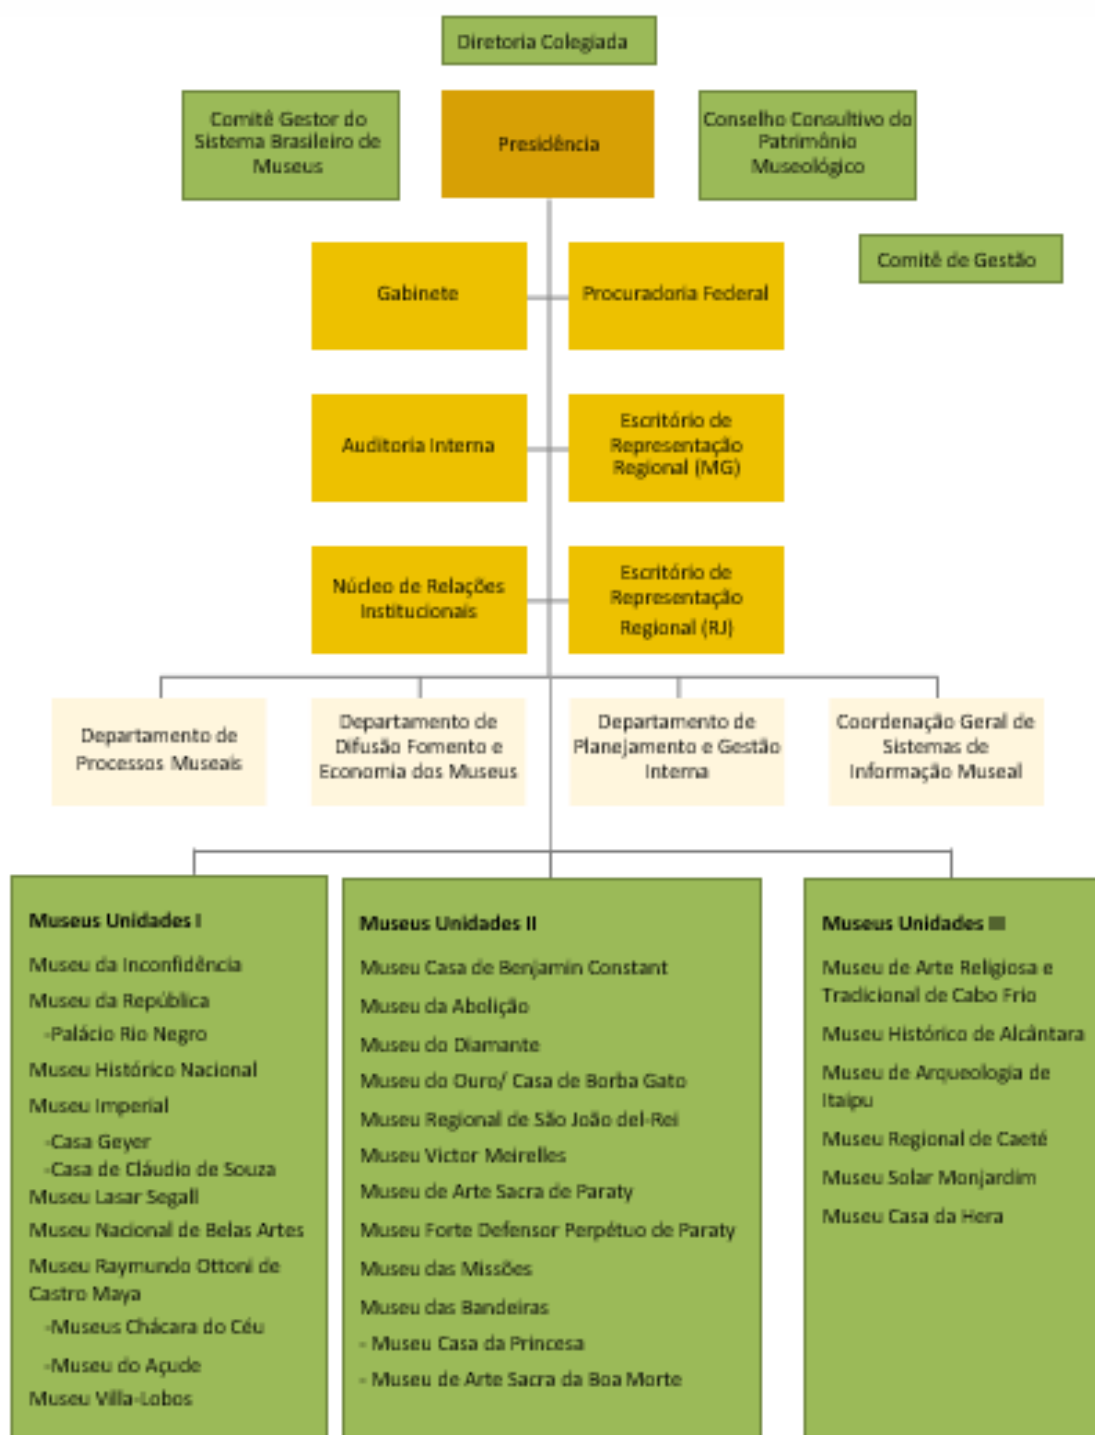 Diretoria Colegiada
Comitê Gestor do
Sistema Brasileiro de
Museus
Presidência
Conselho Consultivo do
Patrimônio
Museológico
Comitê de Gestão
Gabinete
Procuradoria Federal
Auditoria Interna
Escritório de
Representação
Regional (MG)
Núcleo de Relações
Institucionais
Escritório de
Representação
Regional (RJ)
Departamento de
Processos Museais
Departamento de
Difusão Fomento e
Economia dos Museus
Departamento de
Planejamento e Gestão
Interna
Coordenação Geral de
Sistemas de
Informação Museal
Museus Unidades I
Museu da Inconfidência
Museu da República
-Palácio Rio Negro
Museu Histórico Nacional
Museu Imperial
-Casa Geyer
-Casa de Cláudio de Souza
Museu Lasar Segall
Museu Nacional de Belas Artes
Museu Raymundo Ottoni de
Castro Maya
-Museus Chácara do Céu
-Museu do Açude
Museu Villa-Lobos
Museus Unidades II
Museu Casa de Benjamin Constant
Museu da Abolição
Museu do Diamante
Museu do Ouro/ Casa de Borba Gato
Museu Regional de São João del-Rei
Museu Victor Meirelles
Museu de Arte Sacra de Paraty
Museu Forte Defensor Perpétuo de Paraty
Museu das Missões
Museu das Bandeiras
- Museu Casa da Princesa
- Museu de Arte Sacra da Boa Morte
Museus Unidades III
Museu de Arte Religiosa e
Tradicional de Cabo Frio
Museu Histórico de Alcântara
Museu de Arqueologia de
Itaipu
Museu Regional de Caeté
Museu Solar Monjardim
Museu Casa da Hera